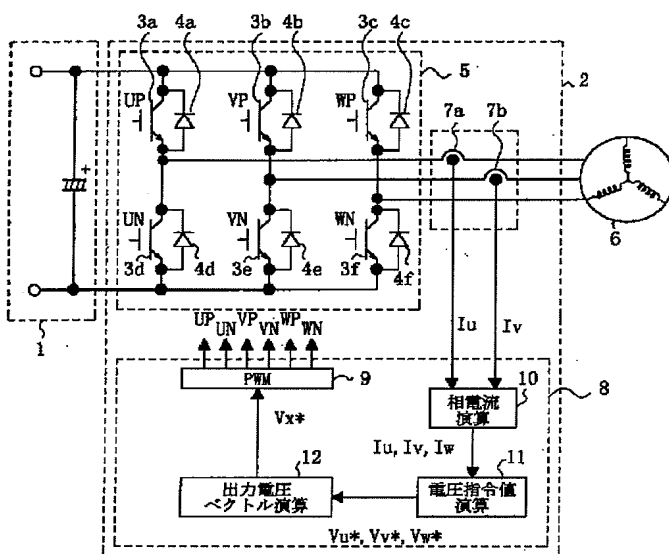 3a 4a 3b 4b 3c 4c
5
2
UP VP WP
7a
7b
+
UN VN WN
6
3d 4d 3e 4e 3f 4f
1
UP UN VP VN WP WN
Iu Iv
PWM
9
10
8
相電流
演算
Vx*
Iu, Iv, Iw
12
11
出力電圧
ベクトル演算
電圧指令値
演算
Vu*, Vv*, Vw*